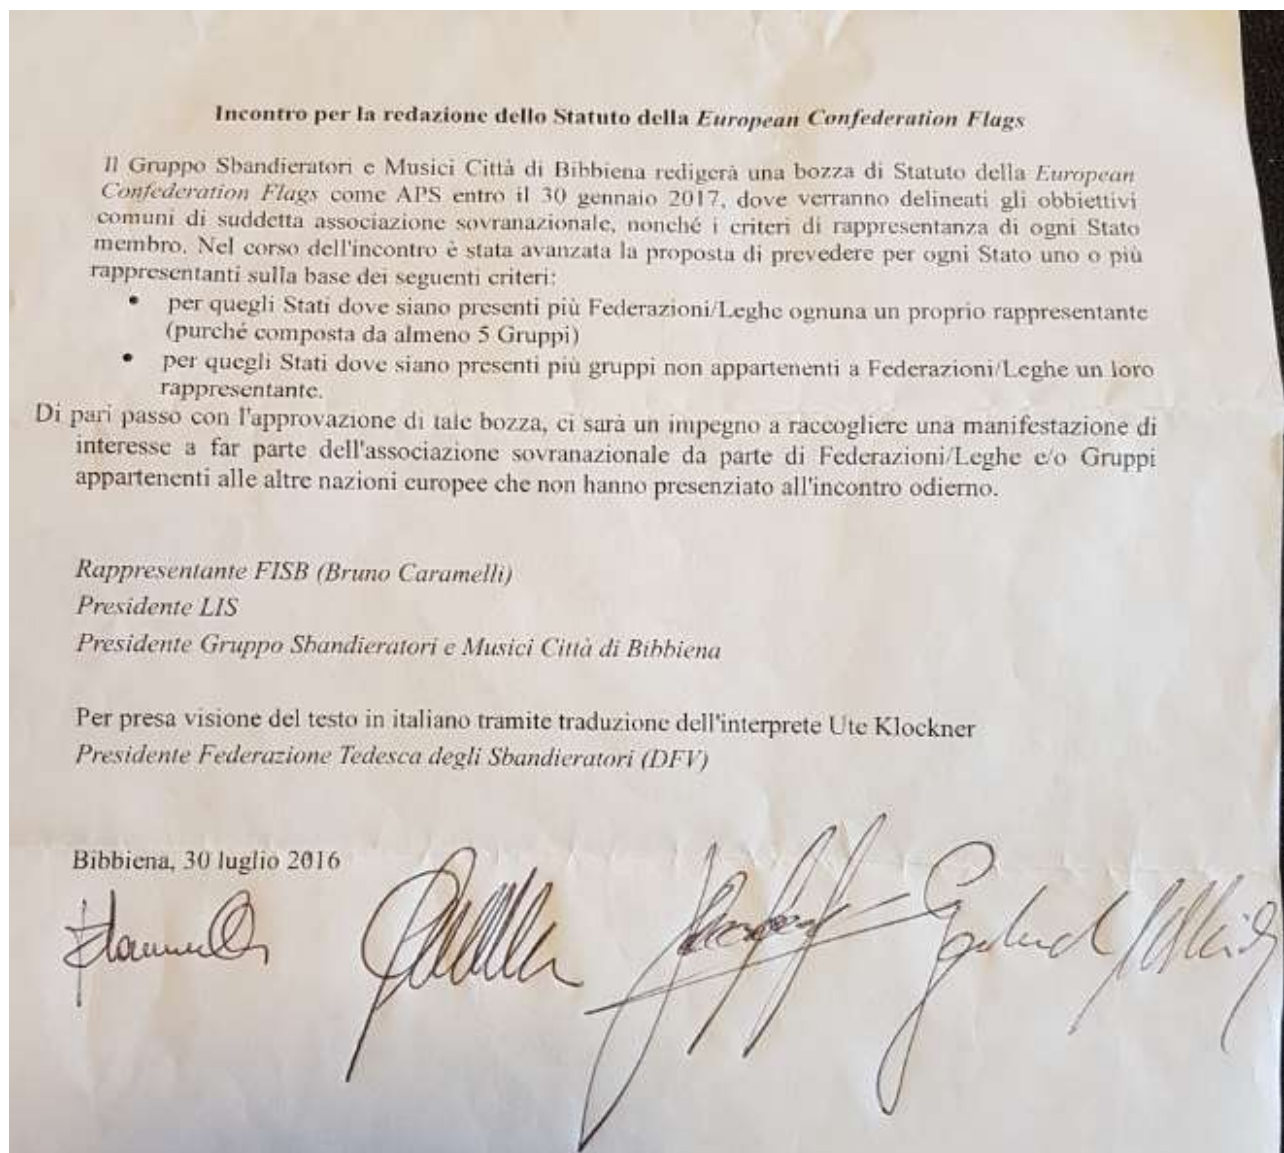 Incontro per la redazione dello Statuto della European Confederation Flags
Il Gruppo Sbandieratori e Musici Città di Bibbiena redigerà una bozza di Statuto della European
Confederation Flags come APS entro il 30 gennaio 2017, dove verranno delineati gli obbiettivi
comuni di suddetta associazione sovranazionale, nonché i criteri di rappresentanza di ogni Stato
membro. Nel corso dell'incontro è stata avanzata la proposta di prevedere per ogni Stato uno o più
rappresentanti sulla base dei seguenti criteri:
• per quegli Stati dove siano presenti più Federazioni/Leghe ognuna un proprio rappresentante
(purché composta da almeno 5 Gruppi)
• per quegli Stati dove siano presenti più gruppi non appartenenti a Federazioni/Leghe un loro
rappresentante.
Di pari passo con l'approvazione di tale bozza, ci sarà un impegno a raccogliere una manifestazione di
interesse a far parte dell'associazione sovranazionale da parte di Federazioni/Leghe e/o Gruppi
appartenenti alle altre nazioni europee che non hanno presenziato all'incontro odierno.
Rappresentante FISB (Bruno Caramelli)
Presidente LIS
Presidente Gruppo Sbandieratori e Musici Città di Bibbiena
Per presa visione del testo in italiano tramite traduzione dell'interprete Ute Klockner
Presidente Federazione Tedesca degli Sbandieratori (DFV)
Bibbiena, 30 luglio 2016